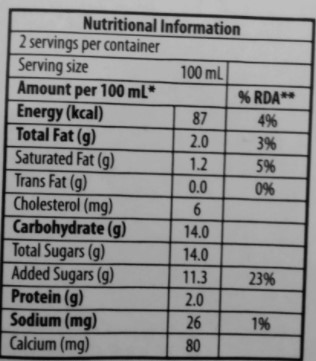 Nutritional Information
2 servings per container
Serving size 100 mL
Amount per 100 mL* % RDA**
Energy (kcal) 87 4%
Total Fat (g) 2.0 3%
Saturated Fat (g) 1.2 5%
Trans Fat (g) 0.0 0%
Cholesterol (mg) 6
Carbohydrate (g) 14.0
Total Sugars (g) 14.0
Added Sugars (g) 11.3 23%
Protein (g) 2.0
Sodium (mg) 26 1%
Calcium (mg) 80